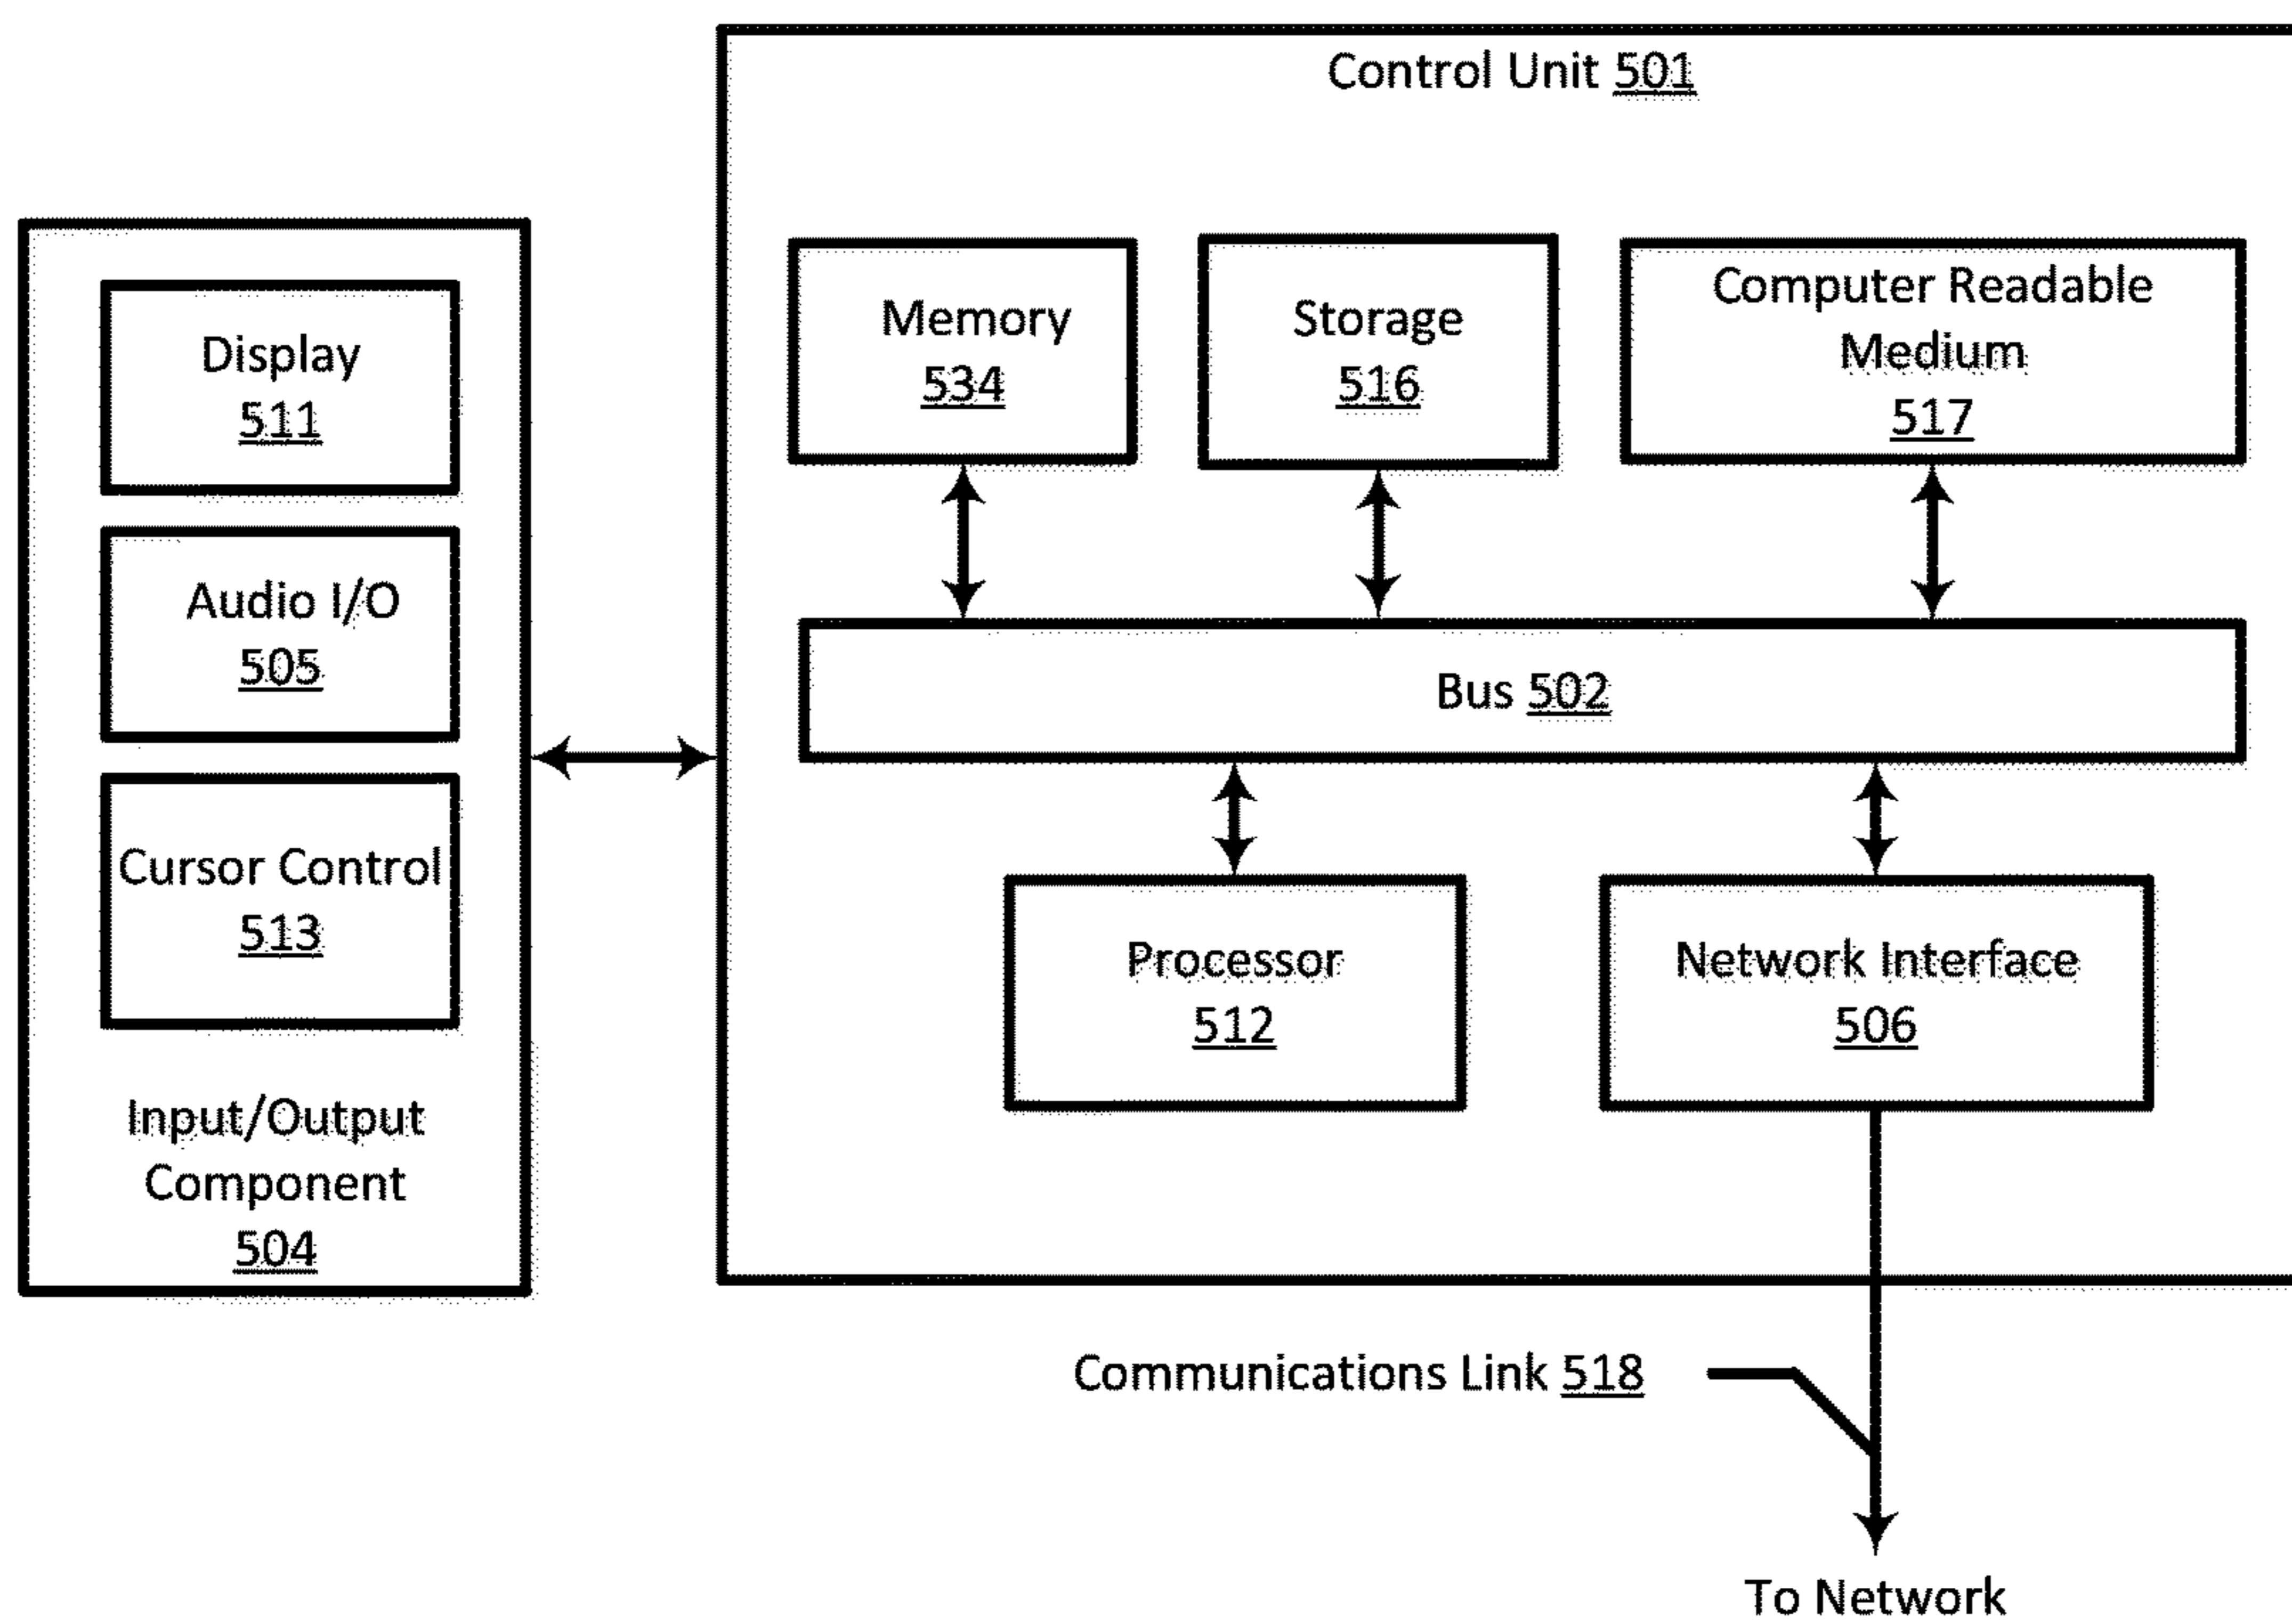 Control Unit 501
Display
511
Audio I/O
505
Cursor Control
513
Input/Output
Component
504
Memory
534
Storage
516
Computer Readable
Medium
517
Bus 502
Processor
512
Network Interface
506
Communications Link 518
To Network